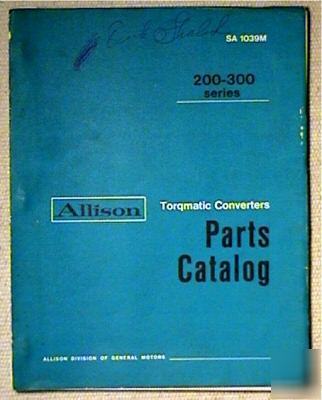 SA 1039M
200-300
series
Allison
Torqmatic Converters
Parts
Catalog
ALLISON DIVISION OF GENERAL MOTORS